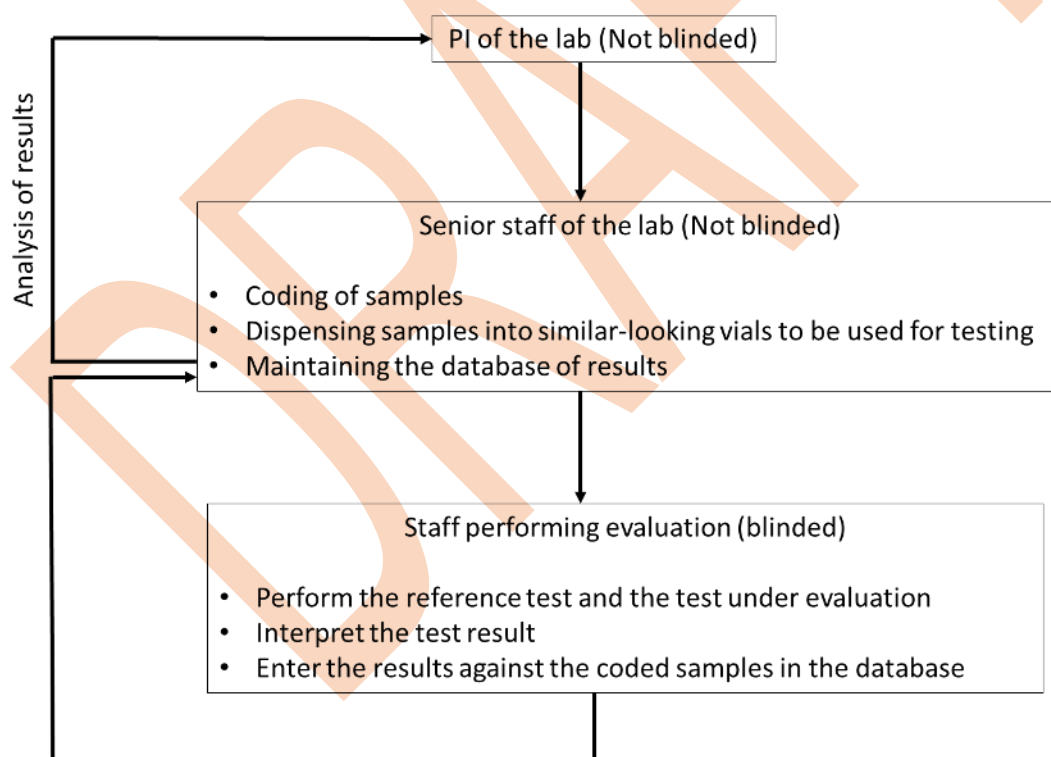 PI of the lab (Not blinded)
Analysis of results
Senior staff of the lab (Not blinded)
• Coding of samples
• Dispensing samples into similar-looking vials to be used for testing
• Maintaining the database of results
Staff performing evaluation (blinded)
• Perform the reference test and the test under evaluation
• Interpret the test result
• Enter the results against the coded samples in the database
DRA